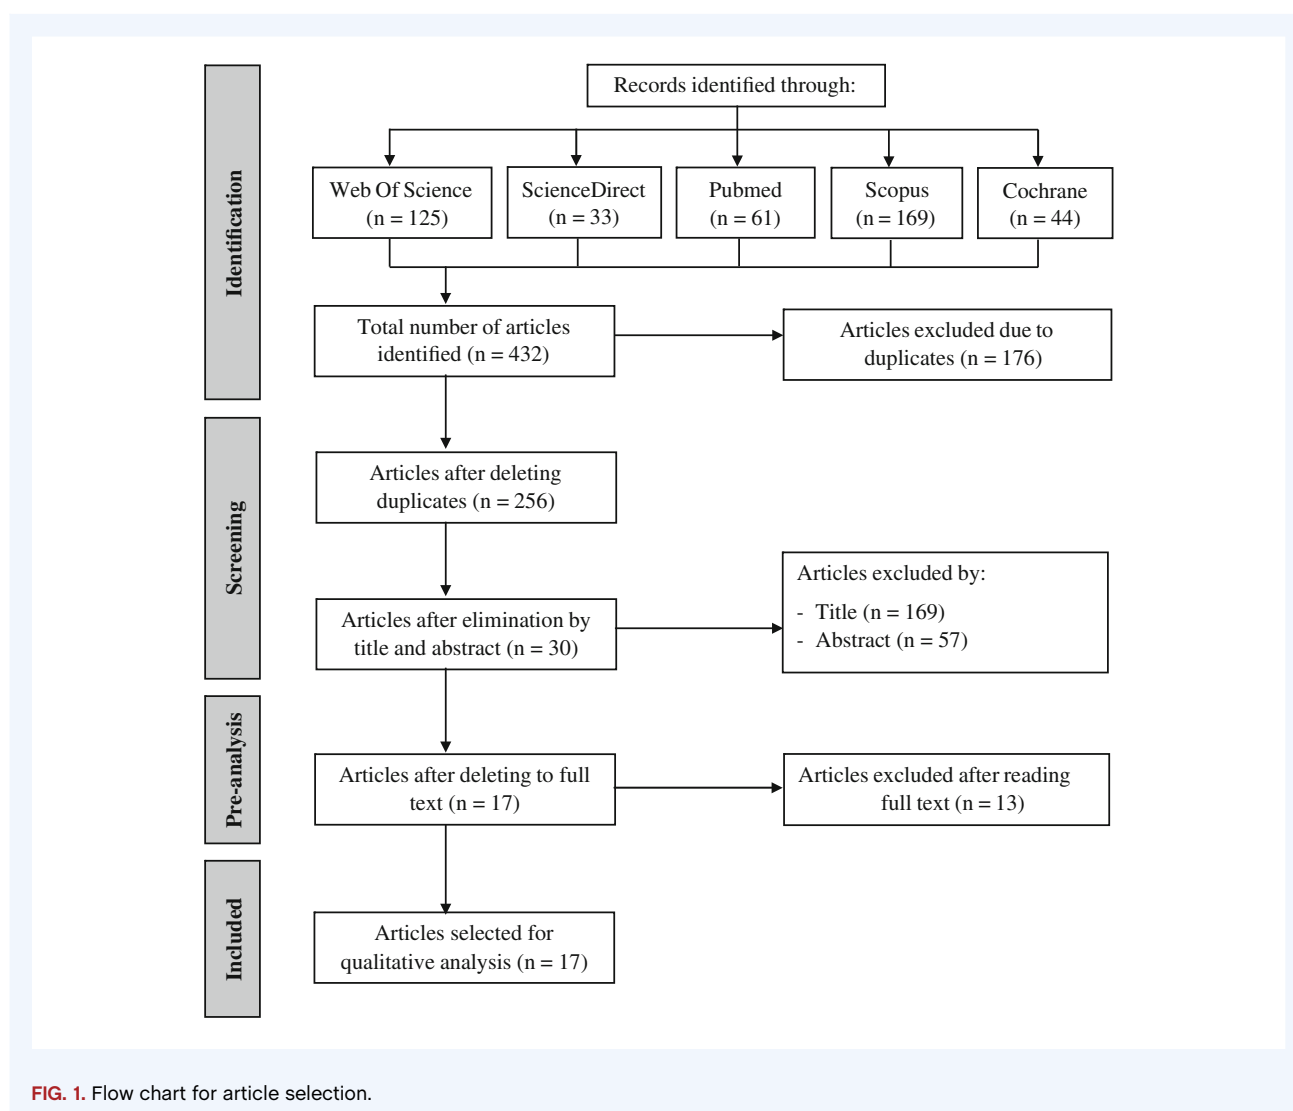 Identification
Records identified through:
Web Of Science
(n = 125)
ScienceDirect
(n = 33)
Pubmed
(n = 61)
Scopus
(n = 169)
Cochrane
(n = 44)
Total number of articles
identified (n = 432)
Articles excluded due to
duplicates (n = 176)
Screening
Articles after deleting
duplicates (n = 256)
Articles after elimination by
title and abstract (n = 30)
Articles excluded by:
- Title (n = 169)
- Abstract (n = 57)
Pre-analysis
Articles after deleting to full
text (n = 17)
Articles excluded after reading
full text (n = 13)
Included
Articles selected for
qualitative analysis (n = 17)
FIG. 1. Flow chart for article selection.